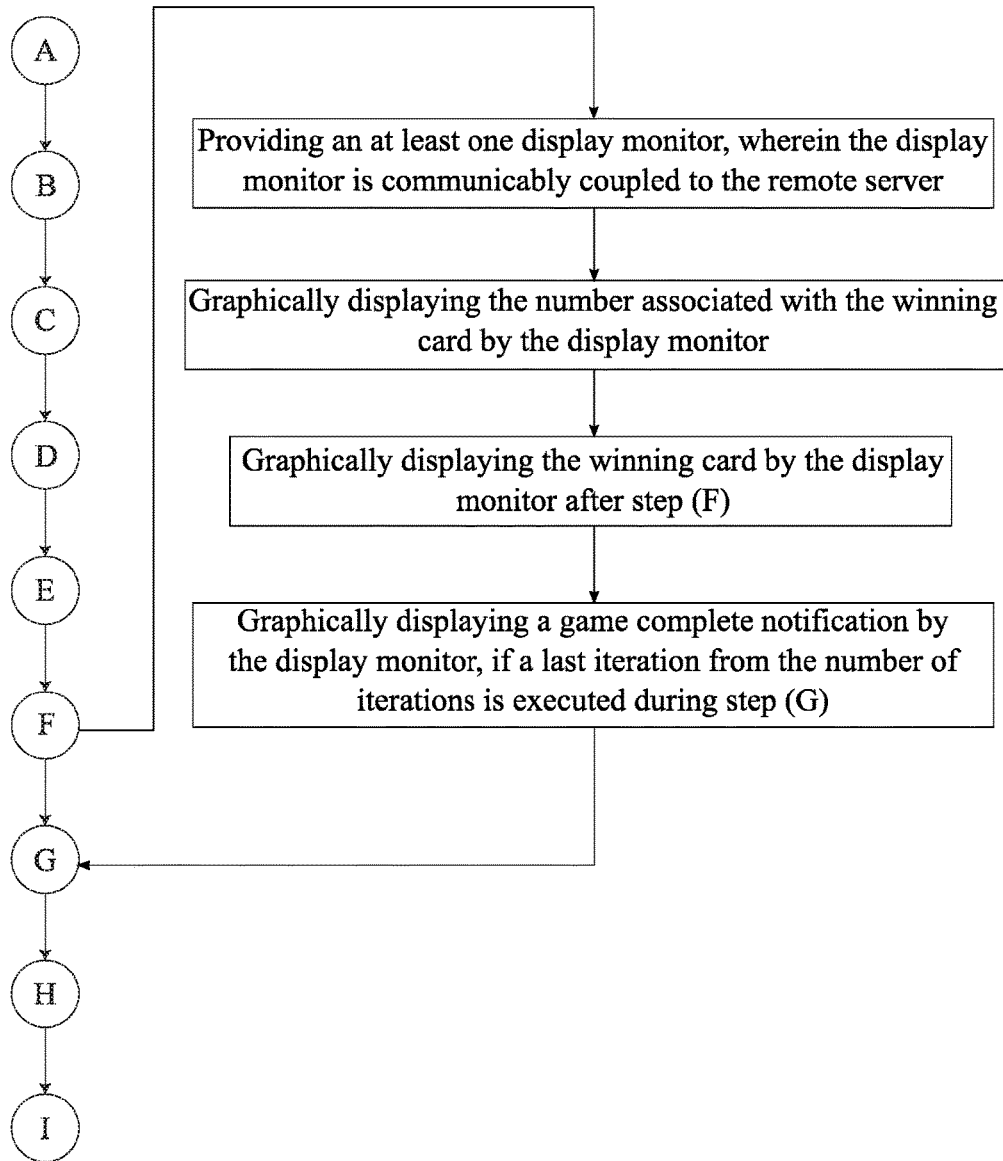 A
B
C
D
E
F
G
H
I
Providing an at least one display monitor, wherein the display
monitor is communicably coupled to the remote server
Graphically displaying the number associated with the winning
card by the display monitor
Graphically displaying the winning card by the display
monitor after step (F)
Graphically displaying a game complete notification by
the display monitor, if a last iteration from the number of
iterations is executed during step (G)